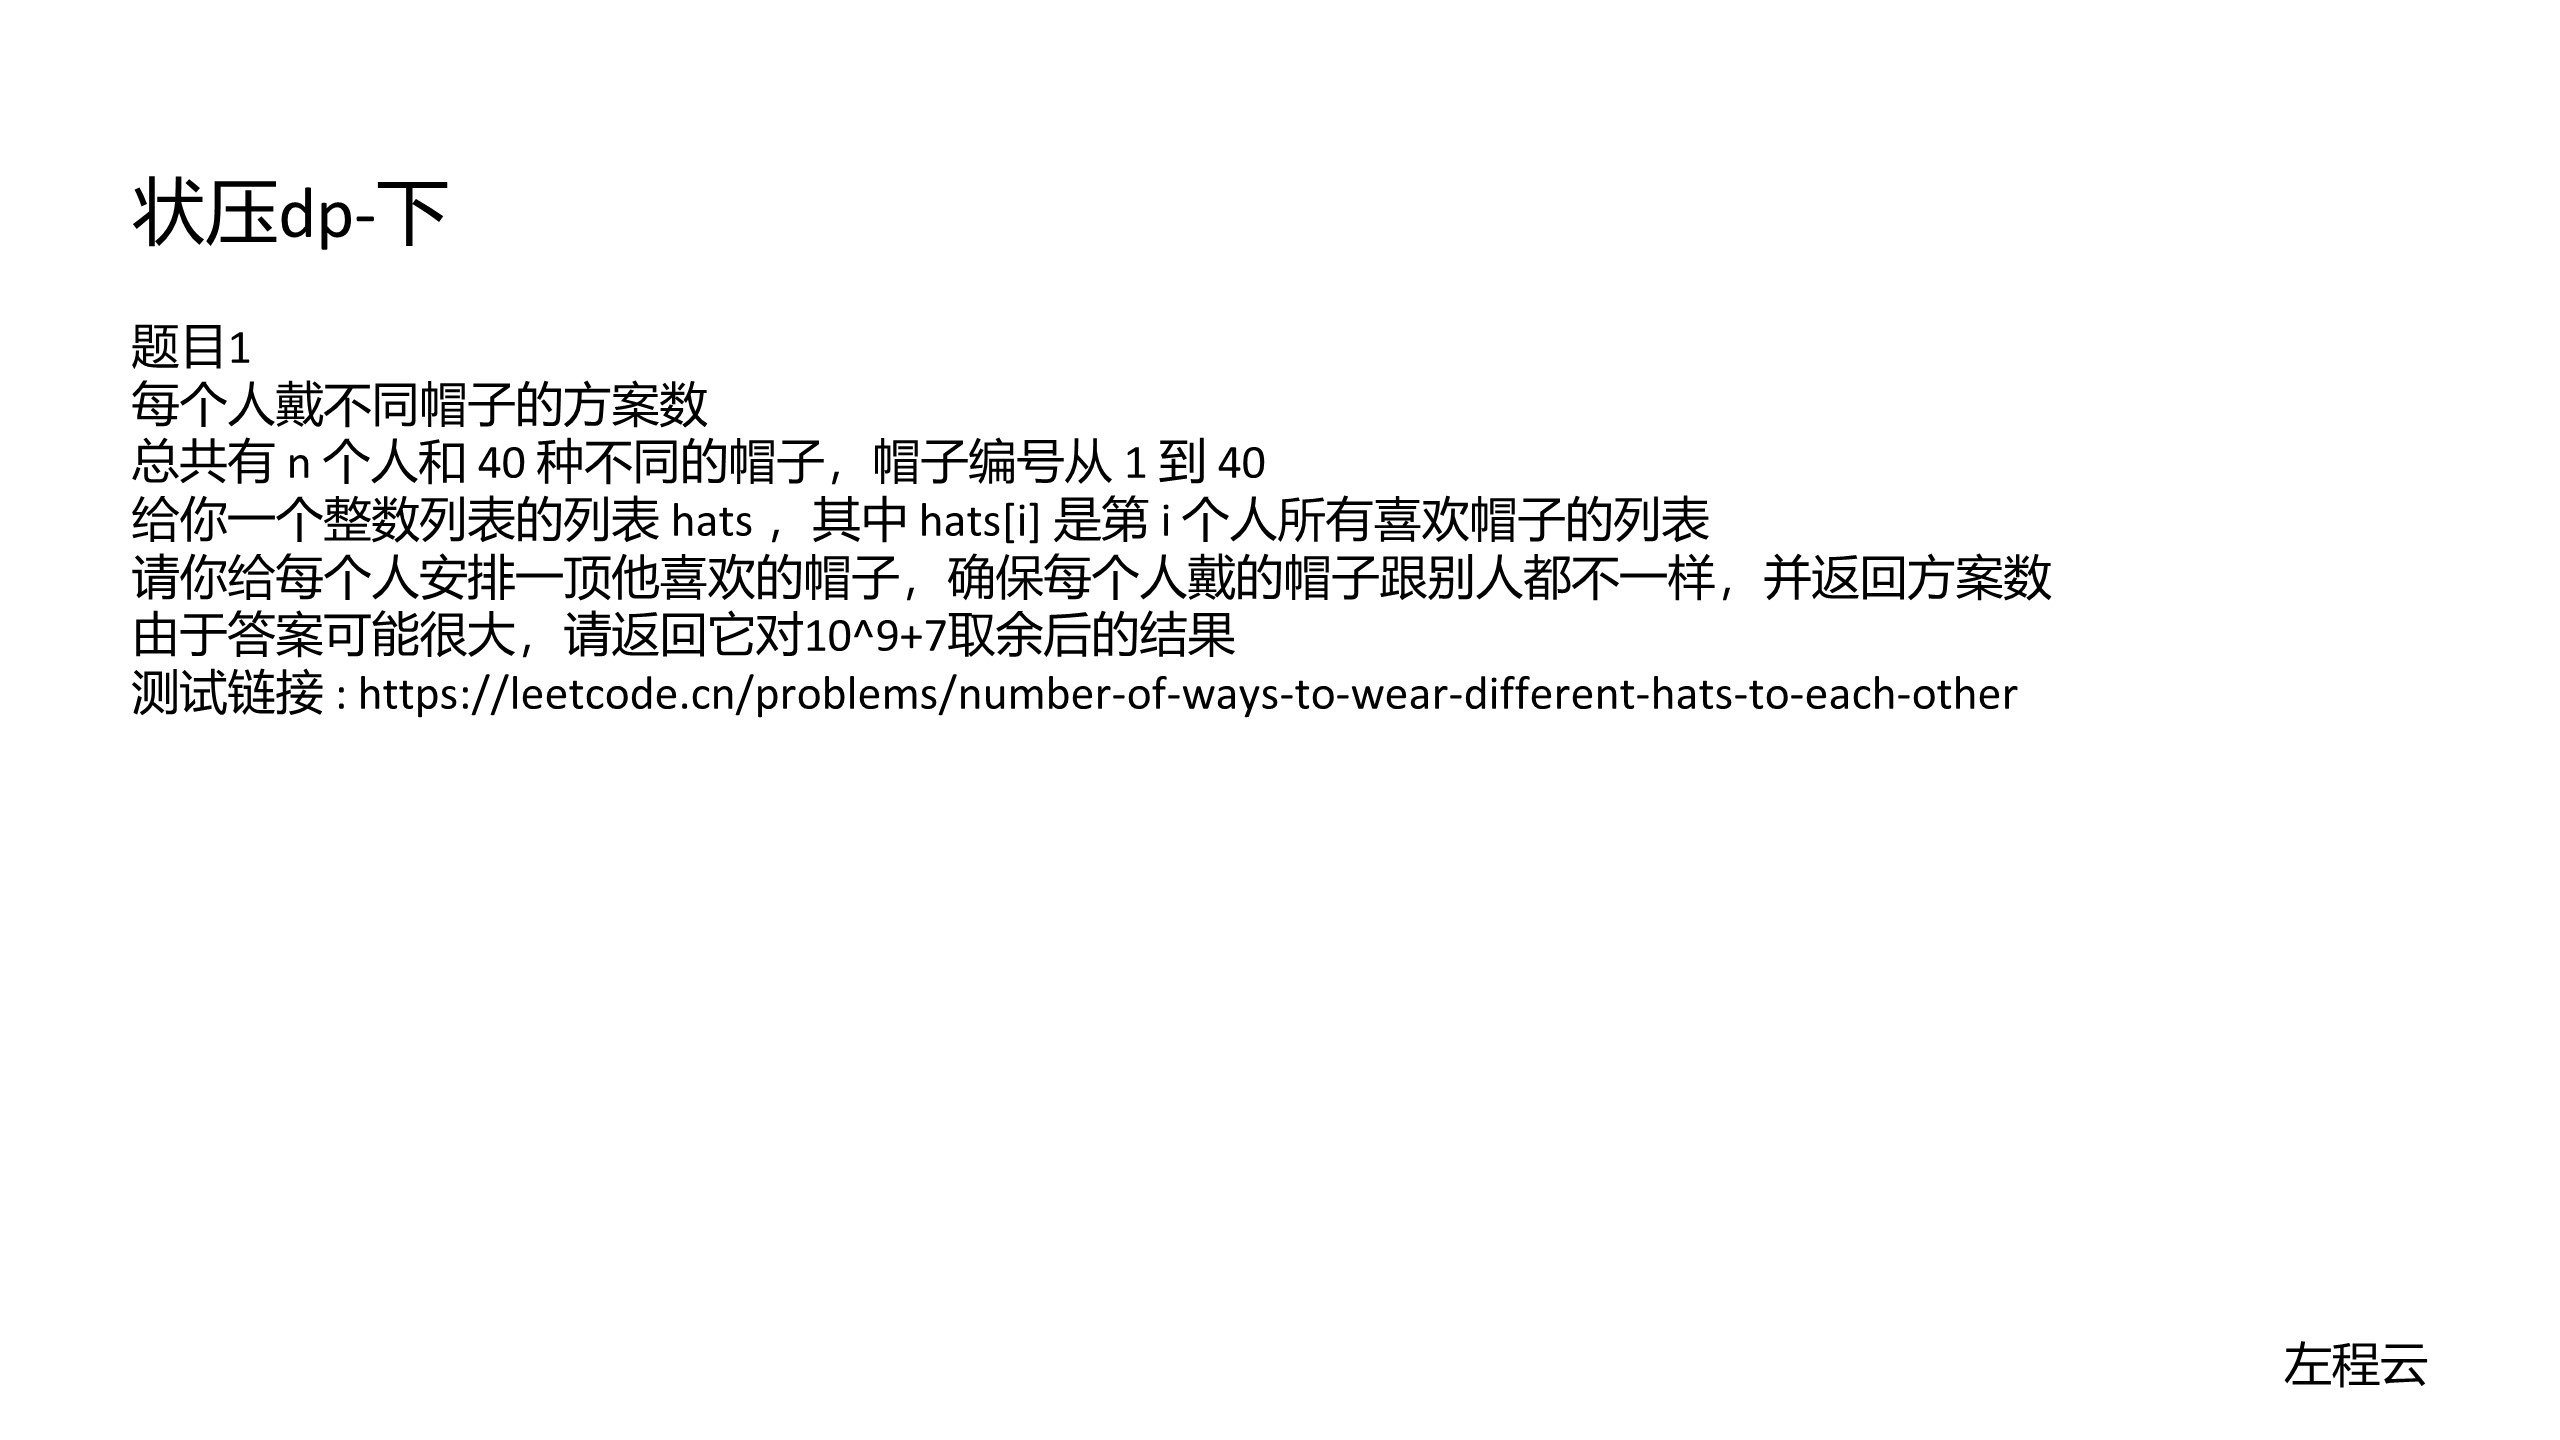 状压dp-下
题目1
每个人戴不同帽子的方案数
总共有 n 个人和 40 种不同的帽子，帽子编号从 1 到 40
给你一个整数列表的列表 hats ，其中 hats[i] 是第 i 个人所有喜欢帽子的列表
请你给每个人安排一顶他喜欢的帽子，确保每个人戴的帽子跟别人都不一样，并返回方案数
由于答案可能很大，请返回它对10^9+7取余后的结果
测试链接 : https://leetcode.cn/problems/number-of-ways-to-wear-different-hats-to-each-other
左程云